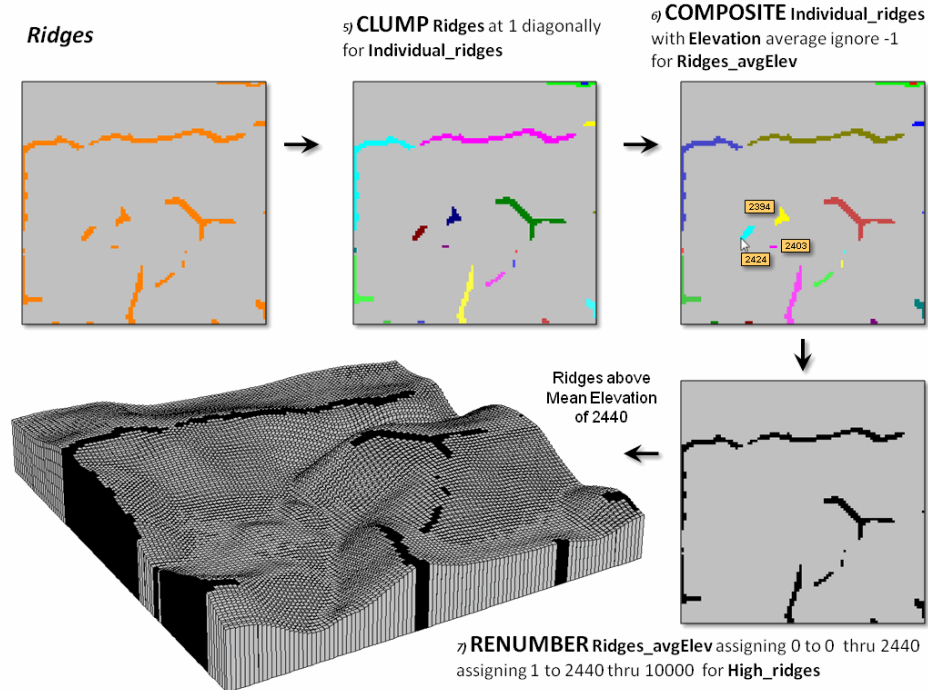 Ridges
5) CLUMP Ridges at 1 diagonally
for Individual_ridges
6) COMPOSITE Individual_ridges
with Elevation average ignore -1
for Ridges_avgElev
2394
2403
2424
Ridges above
Mean Elevation
of 2440
7) RENUMBER Ridges_avgElev assigning 0 to 0 thru 2440
assigning 1 to 2440 thru 10000 for High_ridges